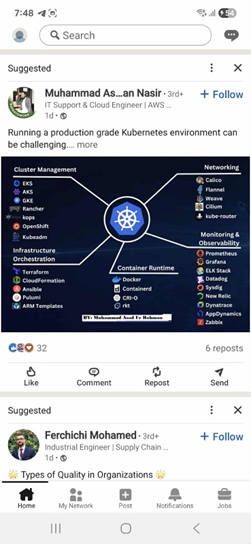 7:48
54
Search
Suggested
Muhammad As...an Nasir • 3rd+
IT Support & Cloud Engineer | AWS ...
1d •
+ Follow
Running a production grade Kubernetes environment can
be challenging.... more
Cluster Management
EKS
AKS
GKE
Rancher
kops
OpenShift
Kubeadm
Infrastructure
Orchestration
Terraform
CloudFormation
Ansible
Pulumi
ARM Templates
Container Runtime
Docker
Containerd
CRI-O
rkt
BY: Muhammad Asad Ur Rehman
Networking
Calico
Flannel
Weave
Cilium
kube-router
Monitoring &
Observability
Prometheus
Grafana
ELK Stack
Datadog
Sysdig
New Relic
Dynatrace
AppDynamics
Zabbix
32
6 reposts
Like
Comment
Repost
Send
Suggested
Ferchichi Mohamed • 3rd+
Industrial Engineer | Supply Chain ...
1d •
+ Follow
🌟 Types of Quality in Organizations 🌟
Home
My Network
Post
Notifications
Jobs